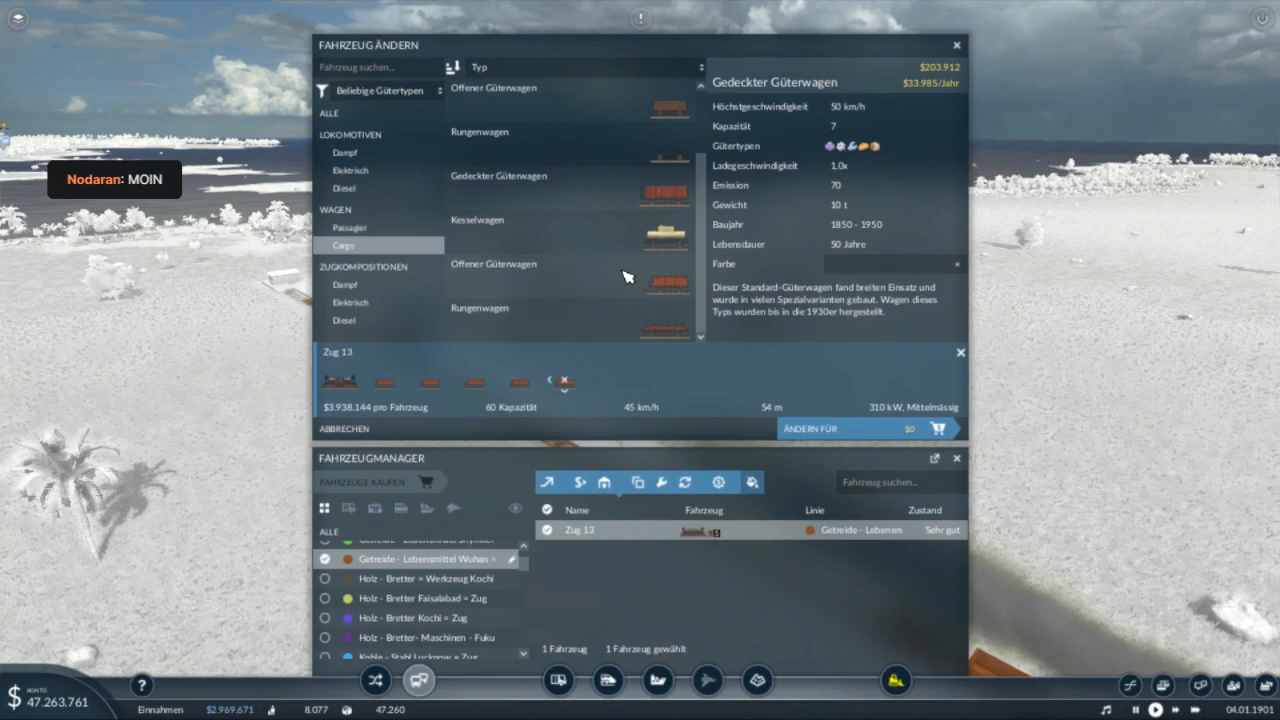 FAHRZEUG ÄNDERN
Fahrzeug suchen...
Typ
$203.912
Gedeckter Güterwagen
$33.985/Jahr
Beliebige Gütertypen
ALLE
LOKOMOTIVEN
Dampf
Elektrisch
Diesel
WAGEN
Passagier
Cargo
ZUGKOMPOSITIONEN
Dampf
Elektrisch
Diesel
Offener Güterwagen
Rungenwagen
Gedeckter Güterwagen
Kesselwagen
Offener Güterwagen
Rungenwagen
Höchstgeschwindigkeit 50 km/h
Kapazität 7
Gütertypen
Ladegeschwindigkeit 1,0x
Emission 70
Gewicht 10 t
Baujahr 1850 - 1950
Lebensdauer 50 Jahre
Farbe
Dieser Standard-Güterwagen fand breiten Einsatz und
wurde in vielen Spezialvarianten gebaut. Wagen dieses
Typs wurden bis in die 1930er hergestellt.
Nodaran: MOIN
Zug 13
$3.938.144 pro Fahrzeug 60 Kapazität 45 km/h 54 m 310 kW, Mittelmässig
ABBRECHEN
ÄNDERN FÜR $0
FAHRZEUGMANAGER
FAHRZEUGE KAUFEN
Fahrzeug suchen...
ALLE
Name Fahrzeug Linie Zustand
Zug 13 5 Getreide - Lebensm Sehr gut
Getreide - Lebensmittel Wuhan
Holz - Bretter = Werkzeug Kochi
Holz - Bretter Faisalabad = Zug
Holz - Bretter Kochi = Zug
Holz - Bretter- Maschinen - Fuku
Kohle - Stahl Lucknow = Zug
1 Fahrzeug 1 Fahrzeug gewählt
KONTO
$ 47.263.761
?
Einnahmen $2.969.671 8.077 47.260
04.01.1901